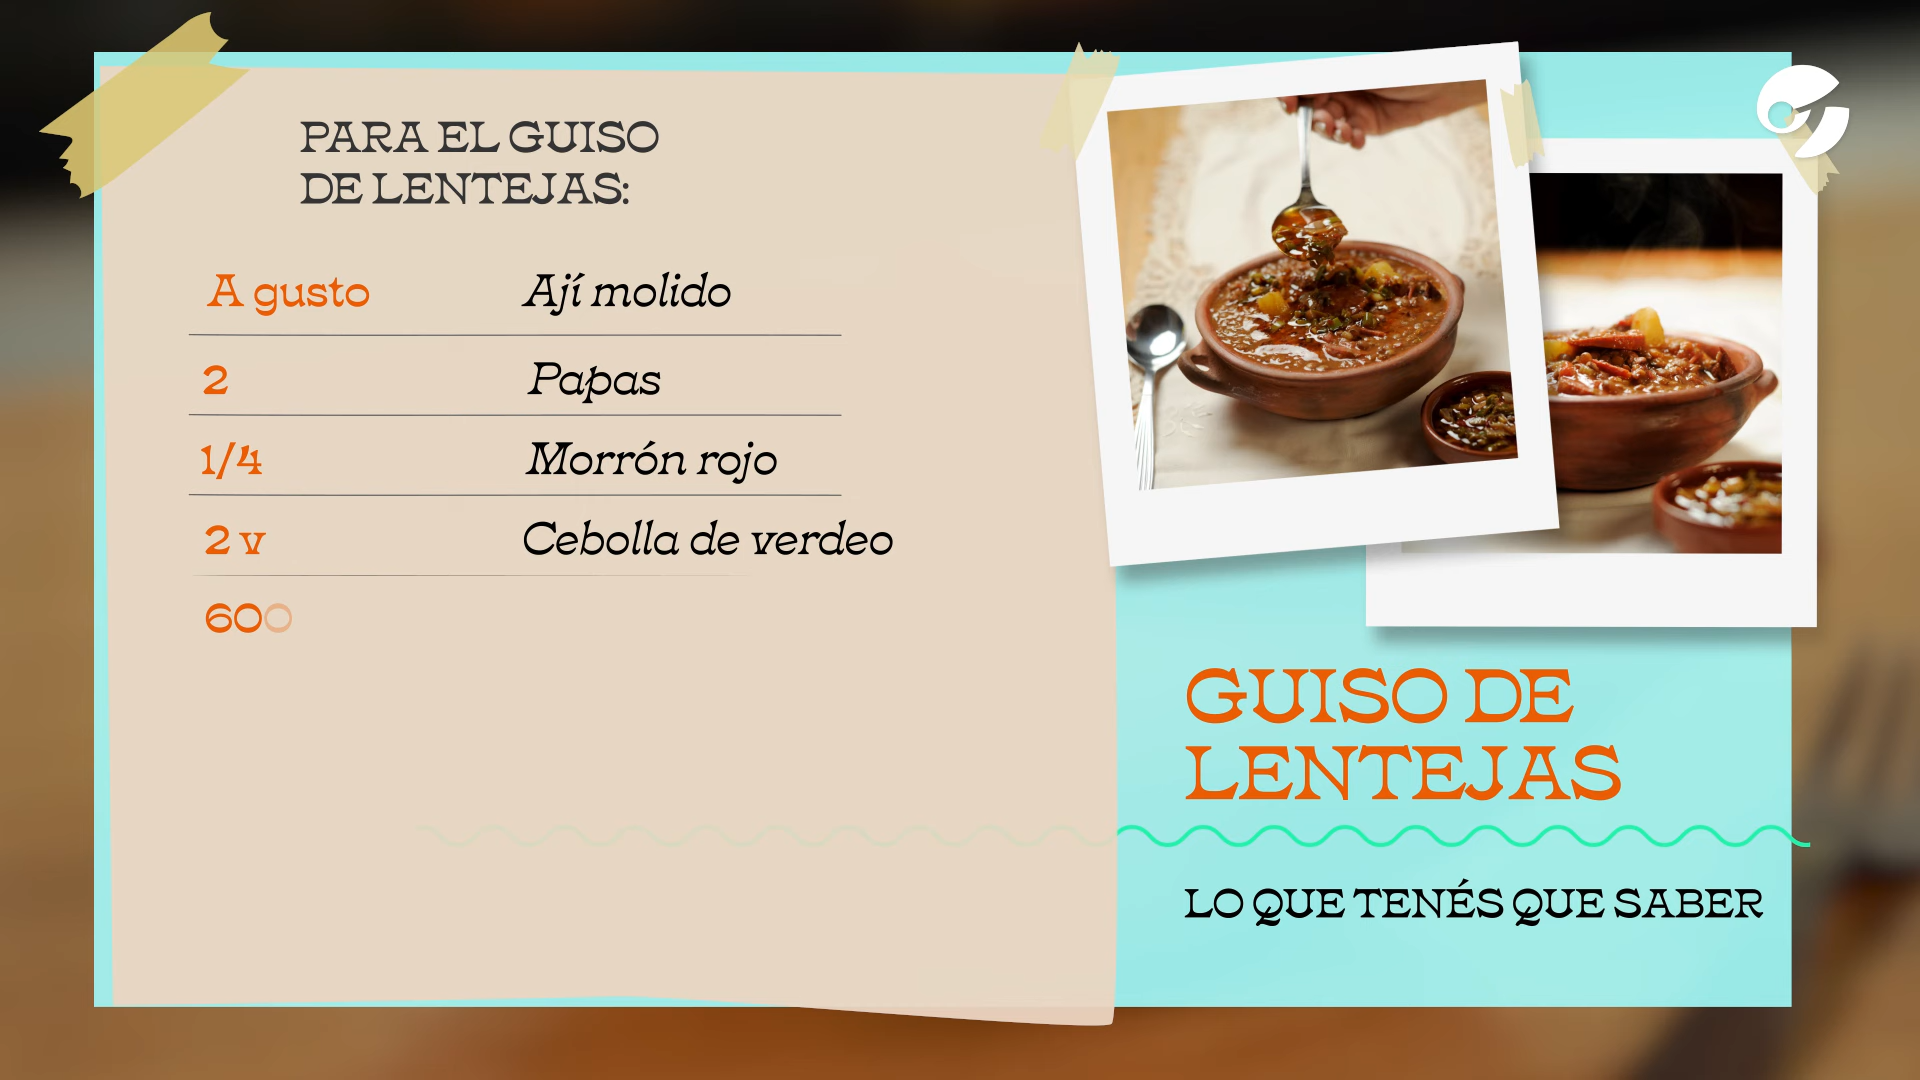 PARA EL GUISO
DE LENTEJAS:
A gusto Ají molido
2 Papas
1/4 Morrón rojo
2 v Cebolla de verdeo
600
GUISO DE
LENTEJAS
LO QUE TENÉS QUE SABER